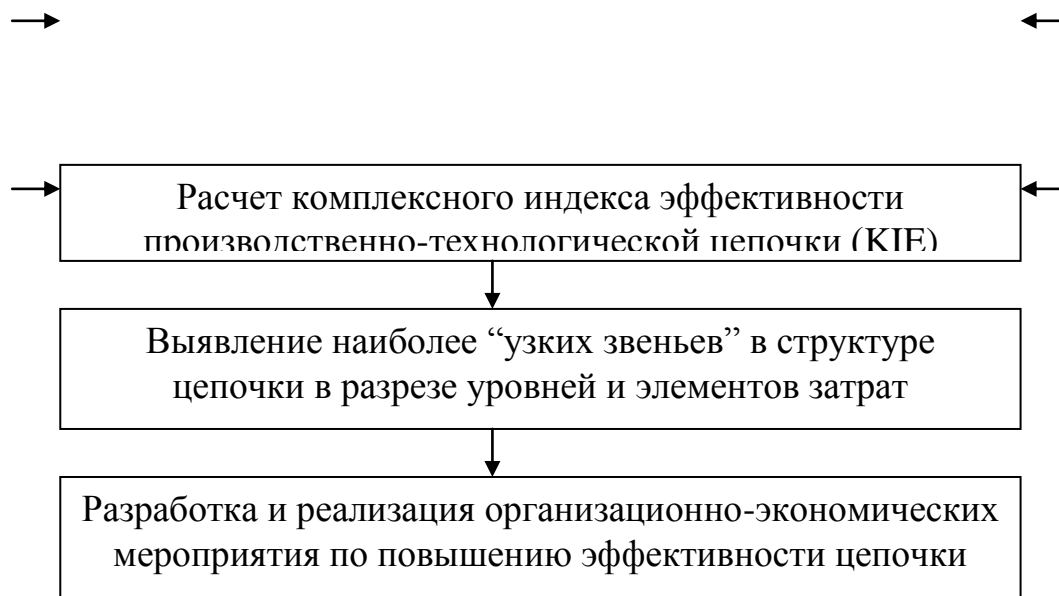 Расчет комплексного индекса эффективности
производственно-технологической цепочки (KIE)
Выявление наиболее “узких звеньев” в структуре
цепочки в разрезе уровней и элементов затрат
Разработка и реализация организационно-экономических
мероприятия по повышению эффективности цепочки